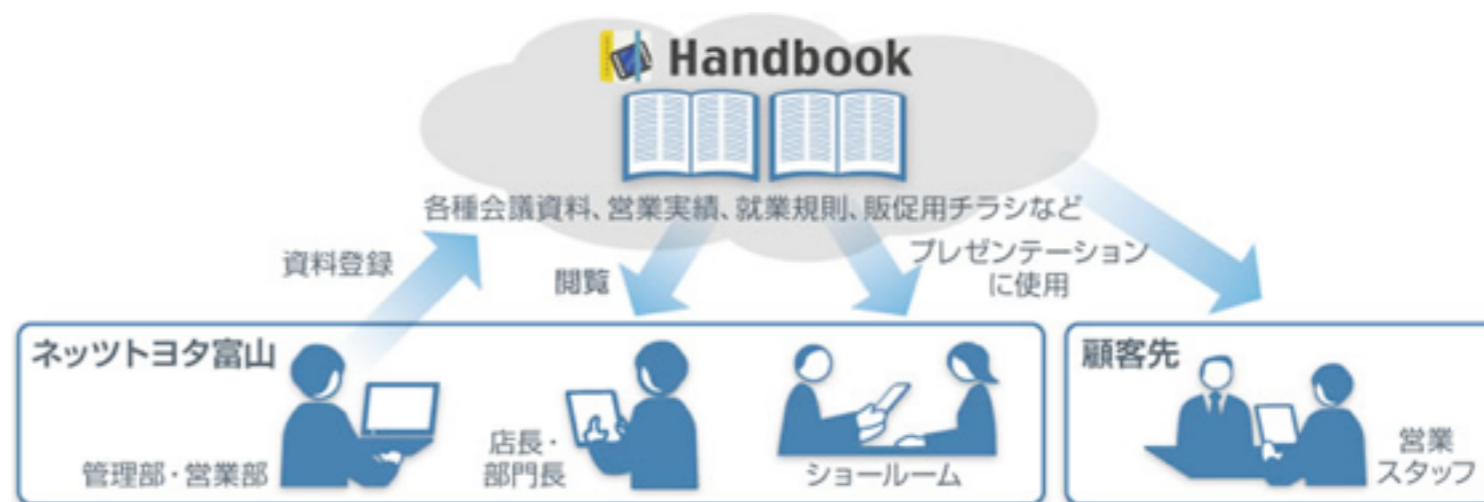 Handbook
各種会議資料、営業実績、就業規則、販促用チラシなど
資料登録
閲覧
プレゼンテーション
に使用
ネッツトヨタ富山
管理部・営業部
店長・
部門長
ショールーム
顧客先
営業
スタッフ